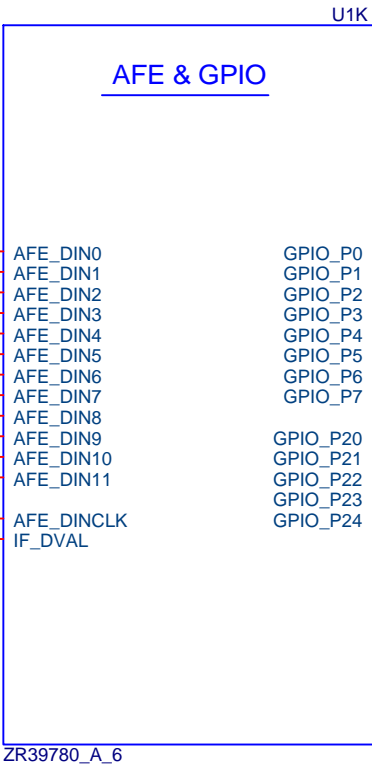 U1K
AFE & GPIO
AFE_DIN0 GPIO_P0
AFE_DIN1 GPIO_P1
AFE_DIN2 GPIO_P2
AFE_DIN3 GPIO_P3
AFE_DIN4 GPIO_P4
AFE_DIN5 GPIO_P5
AFE_DIN6 GPIO_P6
AFE_DIN7 GPIO_P7
AFE_DIN8
AFE_DIN9 GPIO_P20
AFE_DIN10 GPIO_P21
AFE_DIN11 GPIO_P22
GPIO_P23
AFE_DINCLK GPIO_P24
IF_DVAL
ZR39780_A_6